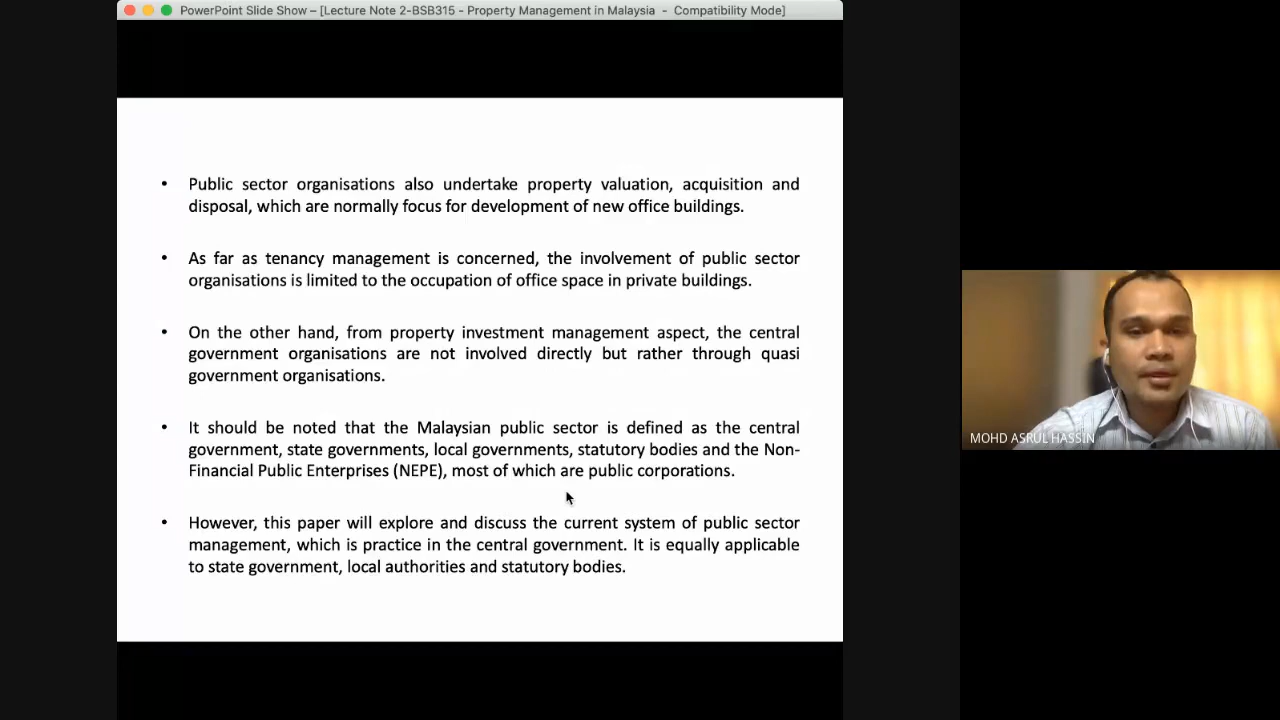 PowerPoint Slide Show – [Lecture Note 2-BSB315 - Property Management in Malaysia - Compatibility Mode]
• Public sector organisations also undertake property valuation, acquisition and
disposal, which are normally focus for development of new office buildings.
• As far as tenancy management is concerned, the involvement of public sector
organisations is limited to the occupation of office space in private buildings.
• On the other hand, from property investment management aspect, the central
government organisations are not involved directly but rather through quasi
government organisations.
• It should be noted that the Malaysian public sector is defined as the central
government, state governments, local governments, statutory bodies and the Non-
Financial Public Enterprises (NEPE), most of which are public corporations.
• However, this paper will explore and discuss the current system of public sector
management, which is practice in the central government. It is equally applicable
to state government, local authorities and statutory bodies.
MOHD ASRUL HASSIN